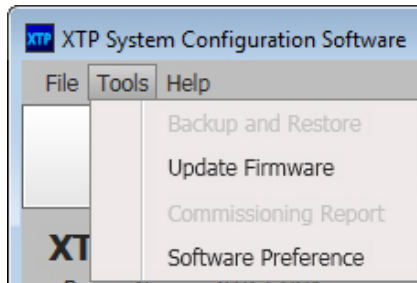 XTP XTP System Configuration Software
File Tools Help
Backup and Restore
Update Firmware
Commissioning Report
XT
Software Preference